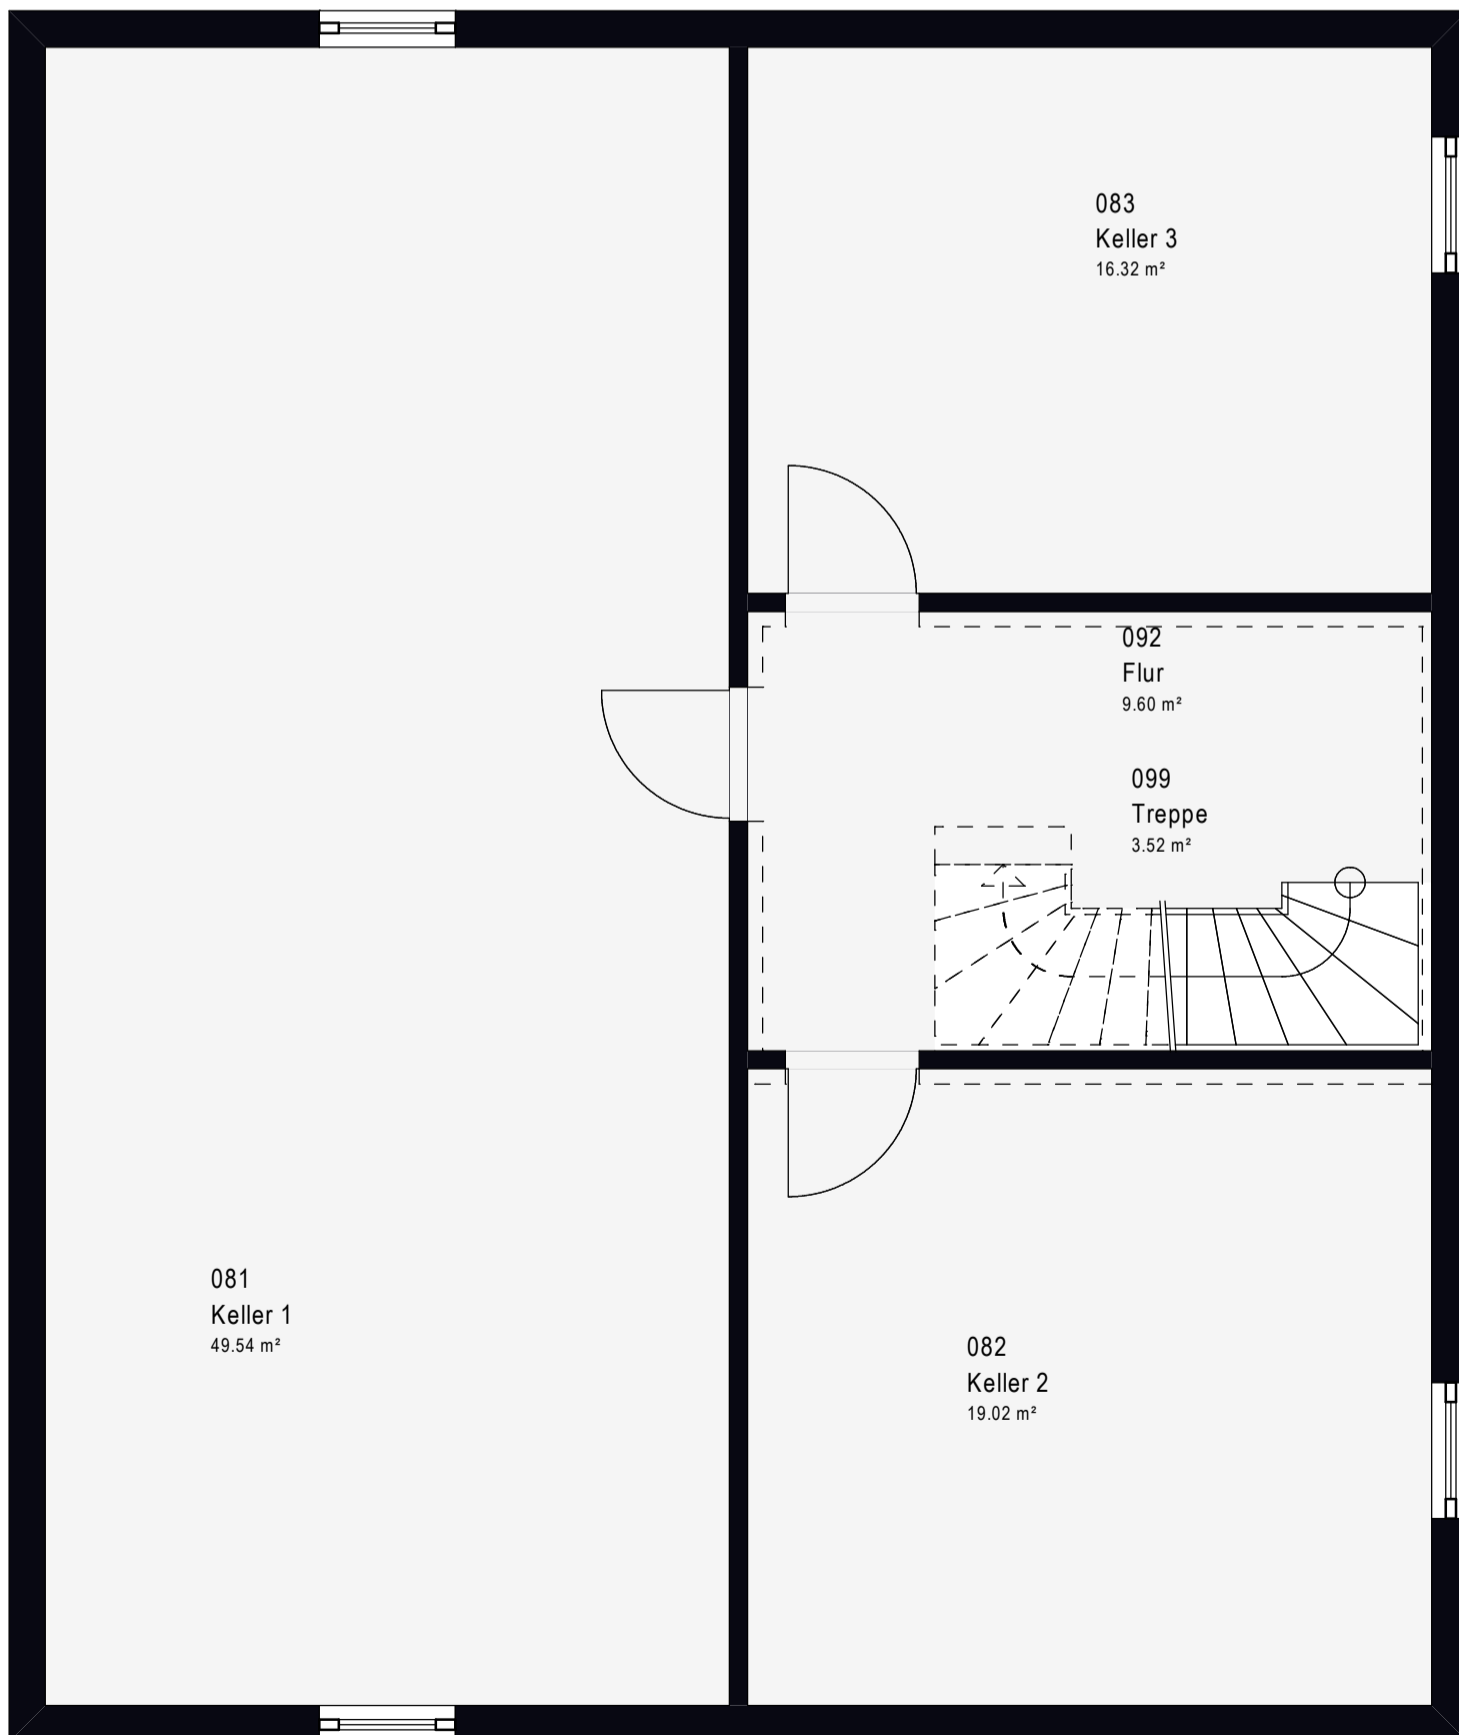 083
Keller 3
16.32 m²
092
Flur
9.60 m²
099
Treppe
3.52 m²
081
Keller 1
49.54 m²
082
Keller 2
19.02 m²